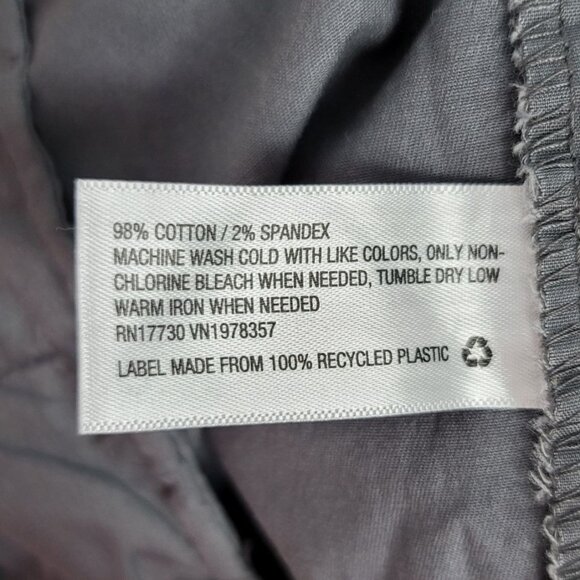 98% COTTON / 2% SPANDEX
MACHINE WASH COLD WITH LIKE COLORS, ONLY NON-
CHLORINE BLEACH WHEN NEEDED, TUMBLE DRY LOW
WARM IRON WHEN NEEDED
RN17730 VN1978357
LABEL MADE FROM 100% RECYCLED PLASTIC